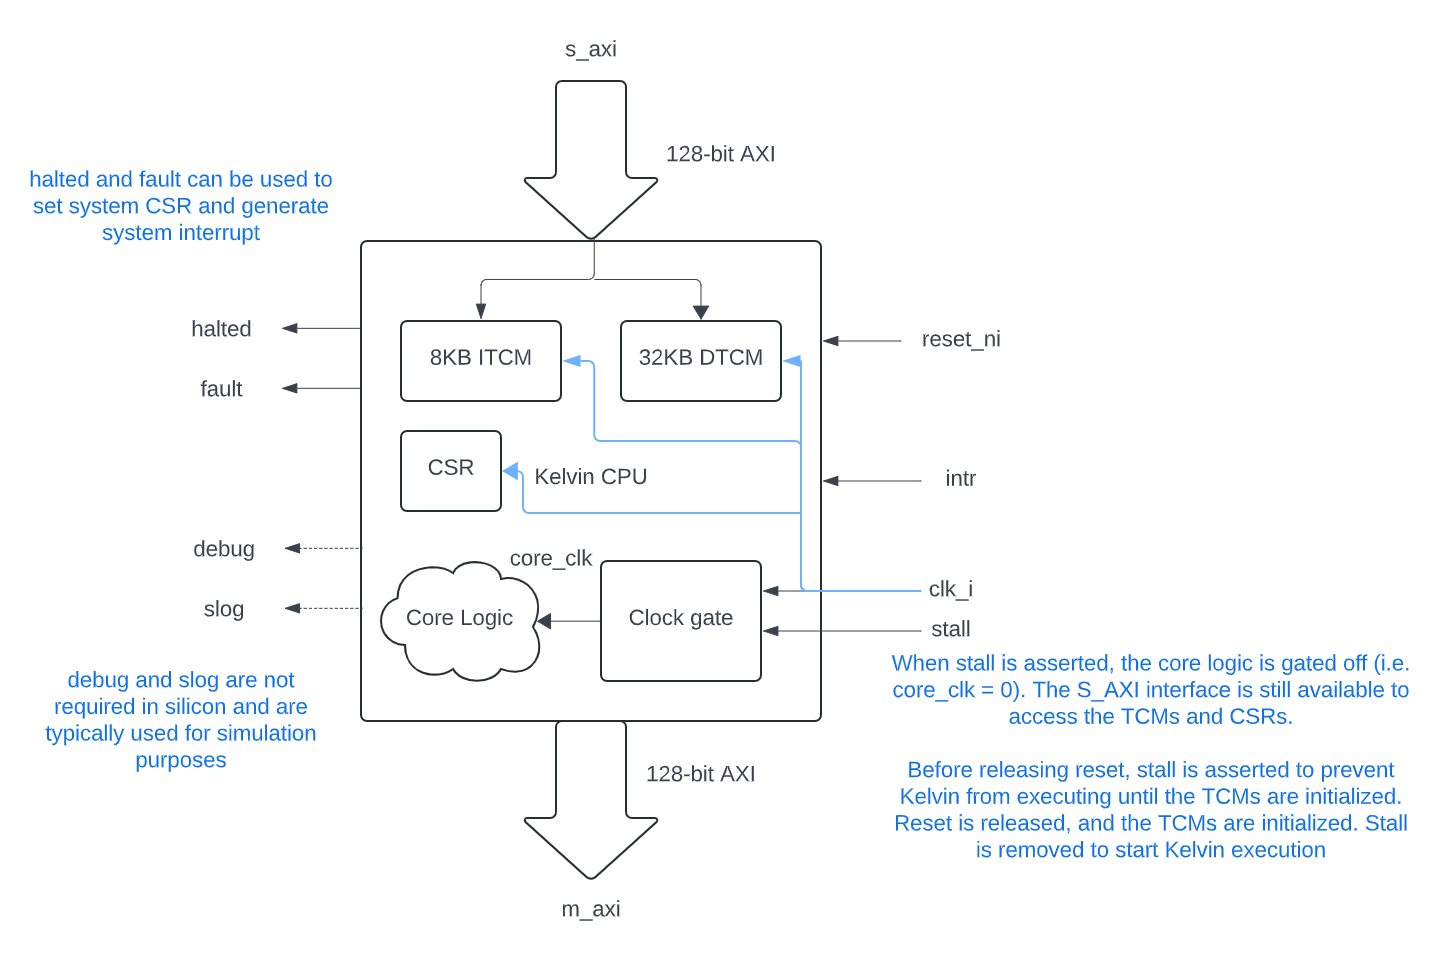 s_axi
128-bit AXI
halted and fault can be used to
set system CSR and generate
system interrupt
halted
fault
8KB ITCM
32KB DTCM
reset_ni
CSR
Kelvin CPU
intr
debug
slog
core_clk
Core Logic
Clock gate
clk_i
stall
When stall is asserted, the core logic is gated off (i.e.
core_clk = 0). The S_AXI interface is still available to
access the TCMs and CSRs.
Before releasing reset, stall is asserted to prevent
Kelvin from executing until the TCMs are initialized.
Reset is released, and the TCMs are initialized. Stall
is removed to start Kelvin execution
debug and slog are not
required in silicon and are
typically used for simulation
purposes
128-bit AXI
m_axi